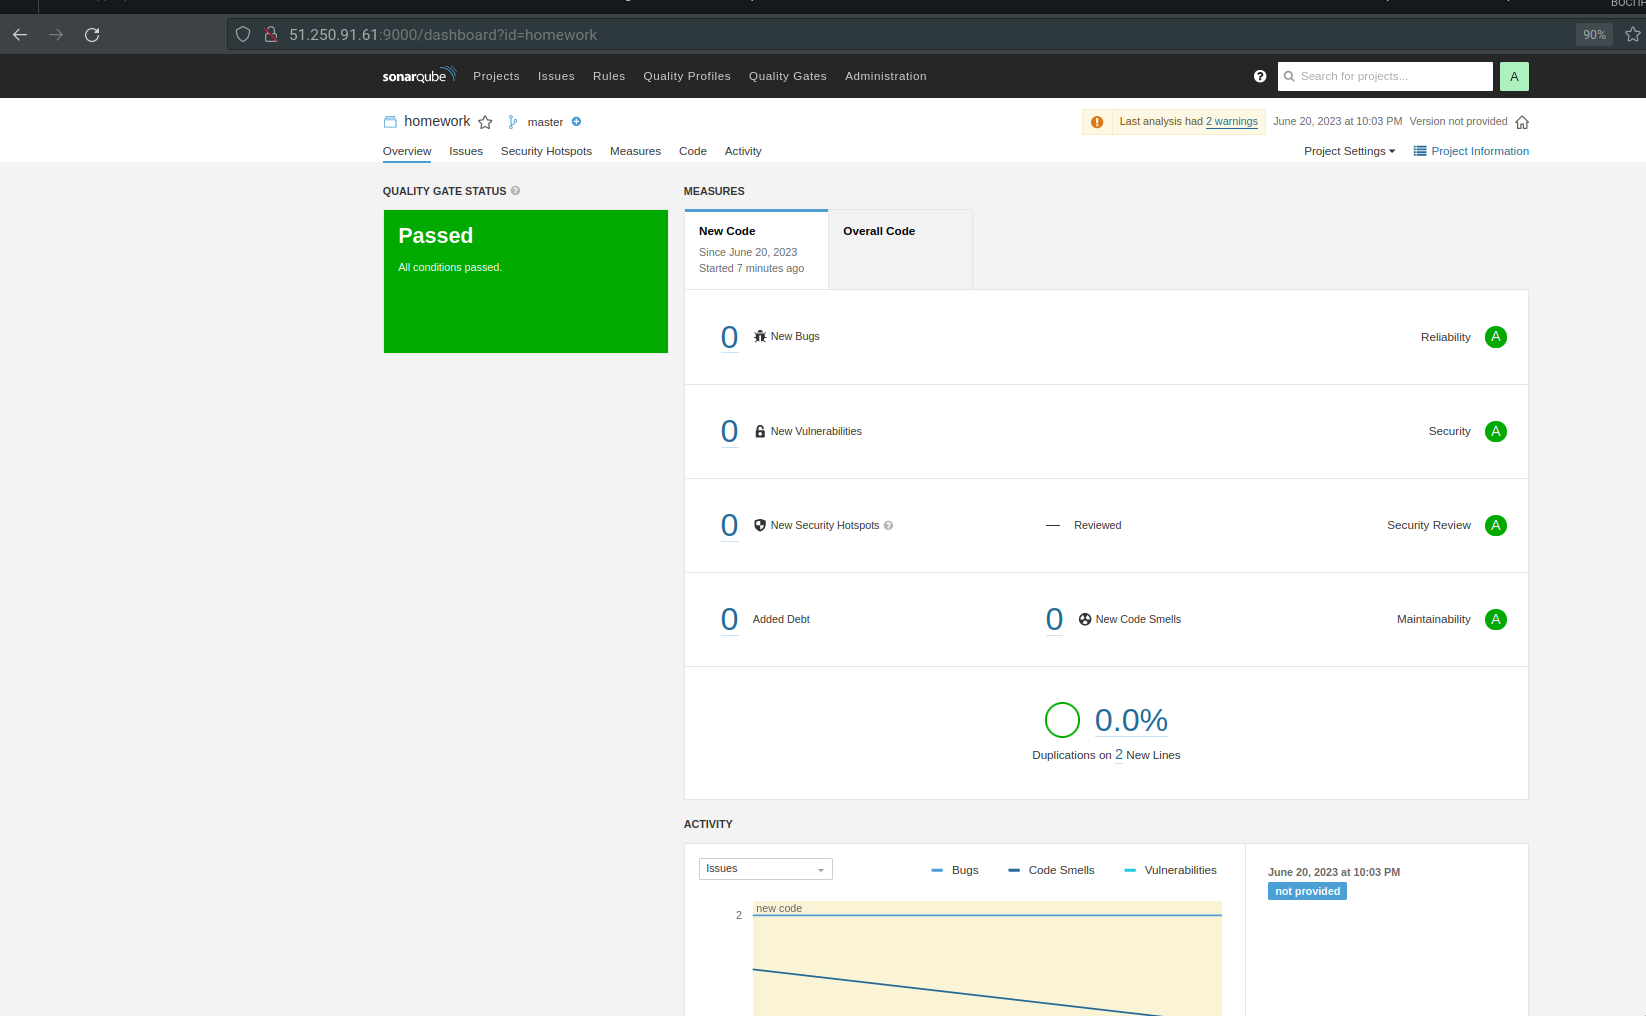 51.250.91.61:9000/dashboard?id=homework
90%
sonarqube Projects Issues Rules Quality Profiles Quality Gates Administration
? Search for projects... A
homework master
Last analysis had 2 warnings June 20, 2023 at 10:03 PM Version not provided
Overview Issues Security Hotspots Measures Code Activity
Project Settings Project Information
QUALITY GATE STATUS ?
Passed
All conditions passed.
MEASURES
New Code
Since June 20, 2023
Started 7 minutes ago
Overall Code
0 New Bugs Reliability A
0 New Vulnerabilities Security A
0 New Security Hotspots ? — Reviewed Security Review A
0 Added Debt 0 New Code Smells Maintainability A
0.0%
Duplications on 2 New Lines
ACTIVITY
Issues Bugs Code Smells Vulnerabilities
2 new code
June 20, 2023 at 10:03 PM
not provided